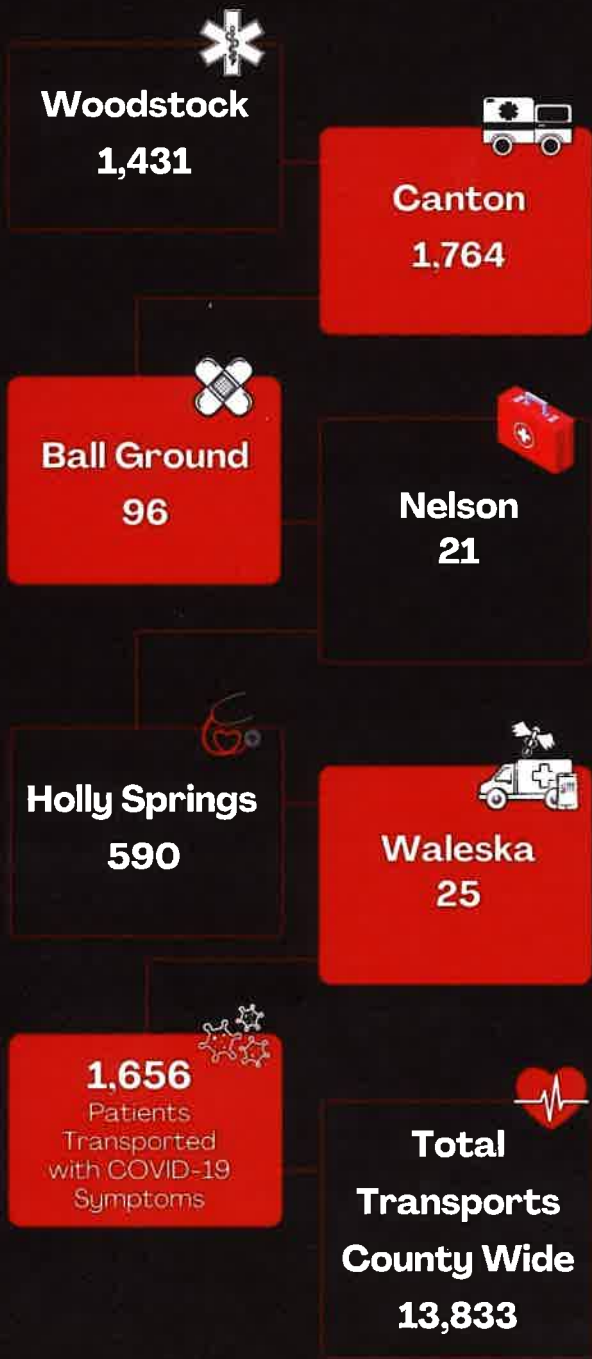 Woodstock
1,431
Canton
1,764
Ball Ground
96
Nelson
21
Holly Springs
590
Waleska
25
1,656
Patients
Transported
with COVID-19
Symptoms
Total
Transports
County Wide
13,833